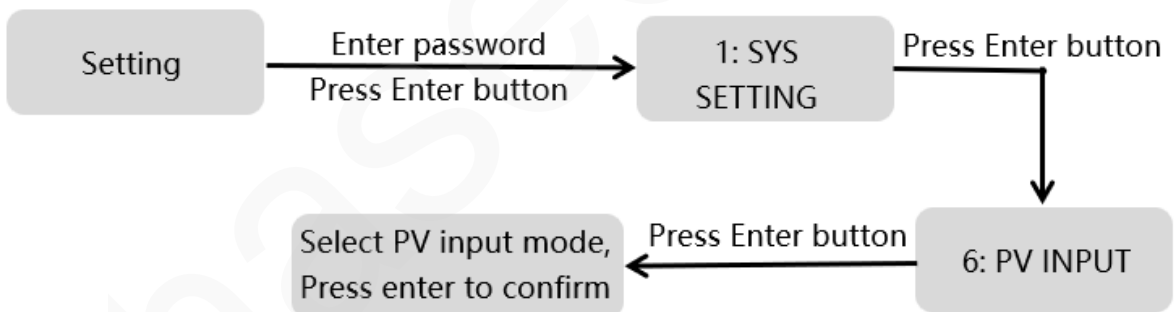 Setting
Enter password
Press Enter button
1: SYS
SETTING
Press Enter button
6: PV INPUT
Press Enter button
Select PV input mode,
Press enter to confirm